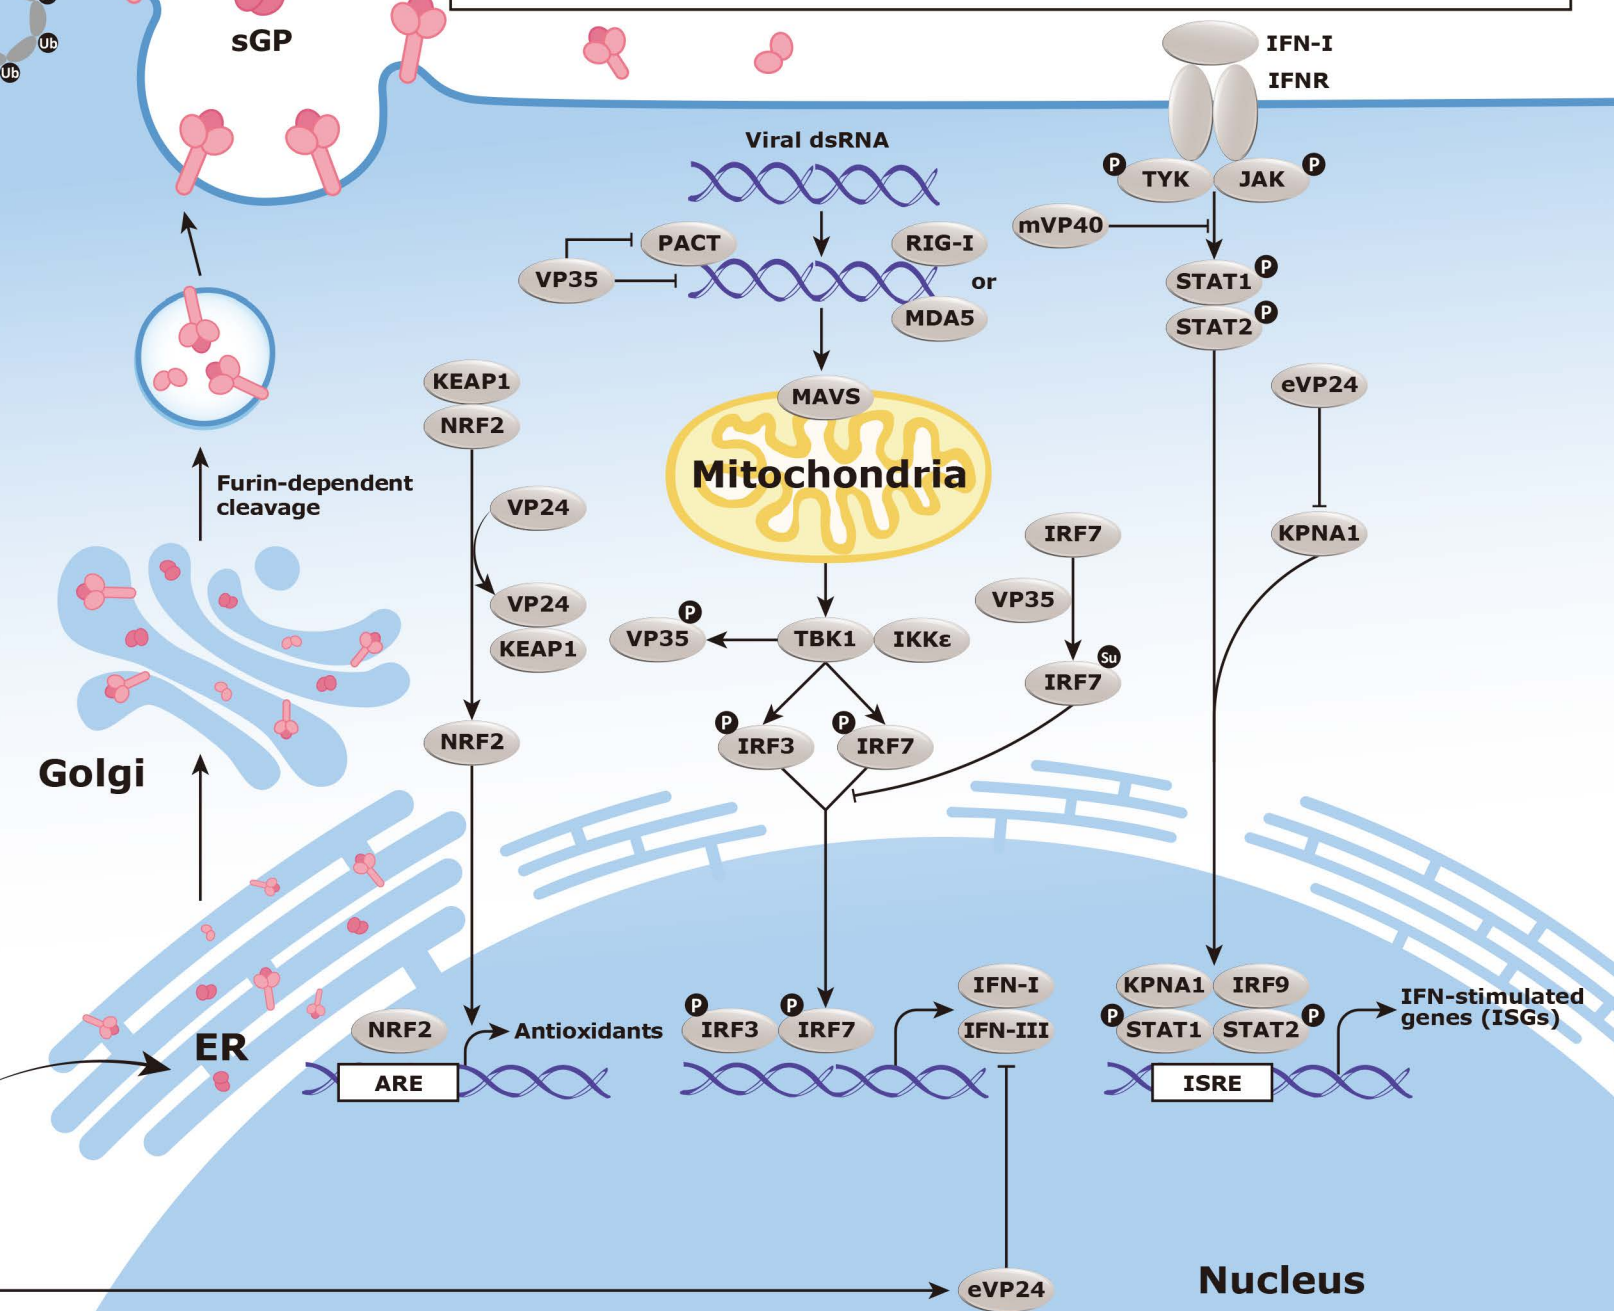 Ub
Ub
sGP
IFN-I
IFNR
Viral dsRNA
P
TYK
JAK
P
mVP40
PACT
VP35
RIG-I
or
MDA5
STAT1
P
STAT2
P
KEAP1
NRF2
MAVS
Mitochondria
eVP24
Furin-dependent
cleavage
VP24
KPNA1
IRF7
VP35
VP24
KEAP1
VP35
P
TBK1
IKKε
IRF7
Su
NRF2
P
IRF3
P
IRF7
Golgi
ER
NRF2
ARE
Antioxidants
P
IRF3
P
IRF7
IFN-I
IFN-III
KPNA1
IRF9
P
STAT1
STAT2
P
ISRE
IFN-stimulated
genes (ISGs)
eVP24
Nucleus